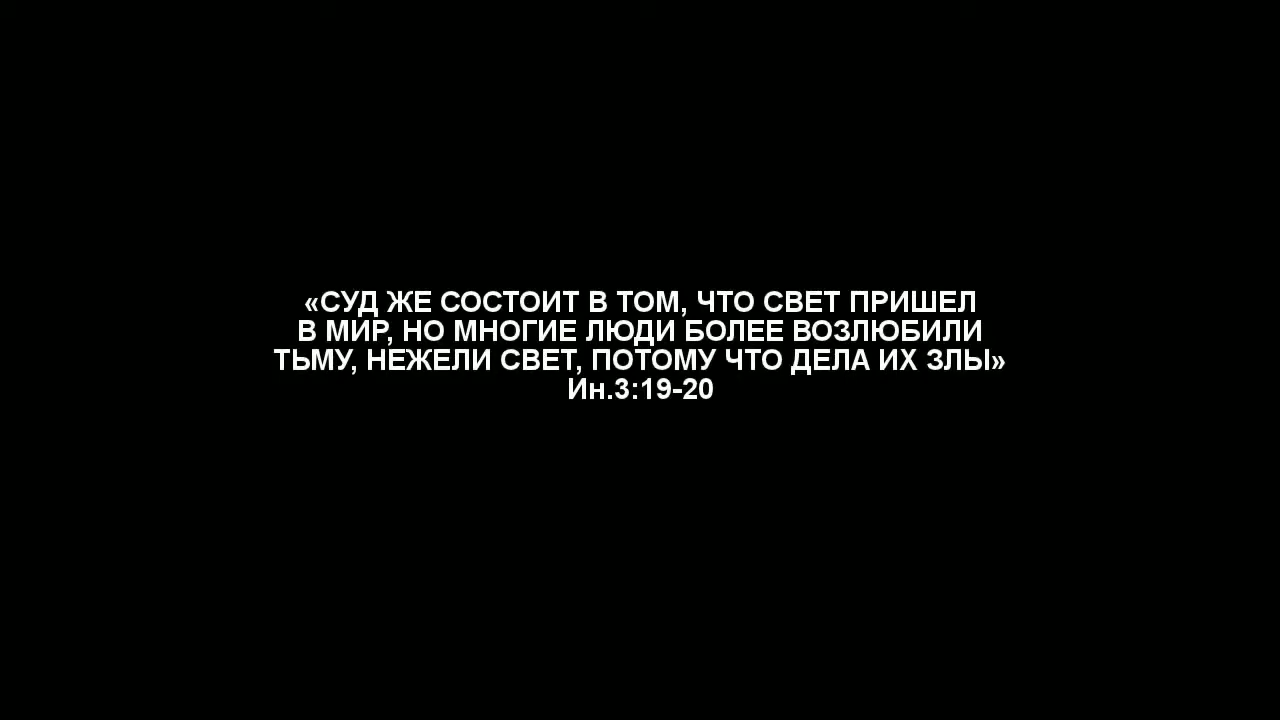 «СУД ЖЕ СОСТОИТ В ТОМ, ЧТО СВЕТ ПРИШЕЛ
В МИР, НО МНОГИЕ ЛЮДИ БОЛЕЕ ВОЗЛЮБИЛИ
ТЬМУ, НЕЖЕЛИ СВЕТ, ПОТОМУ ЧТО ДЕЛА ИХ ЗЛЫ»
Ин.3:19-20